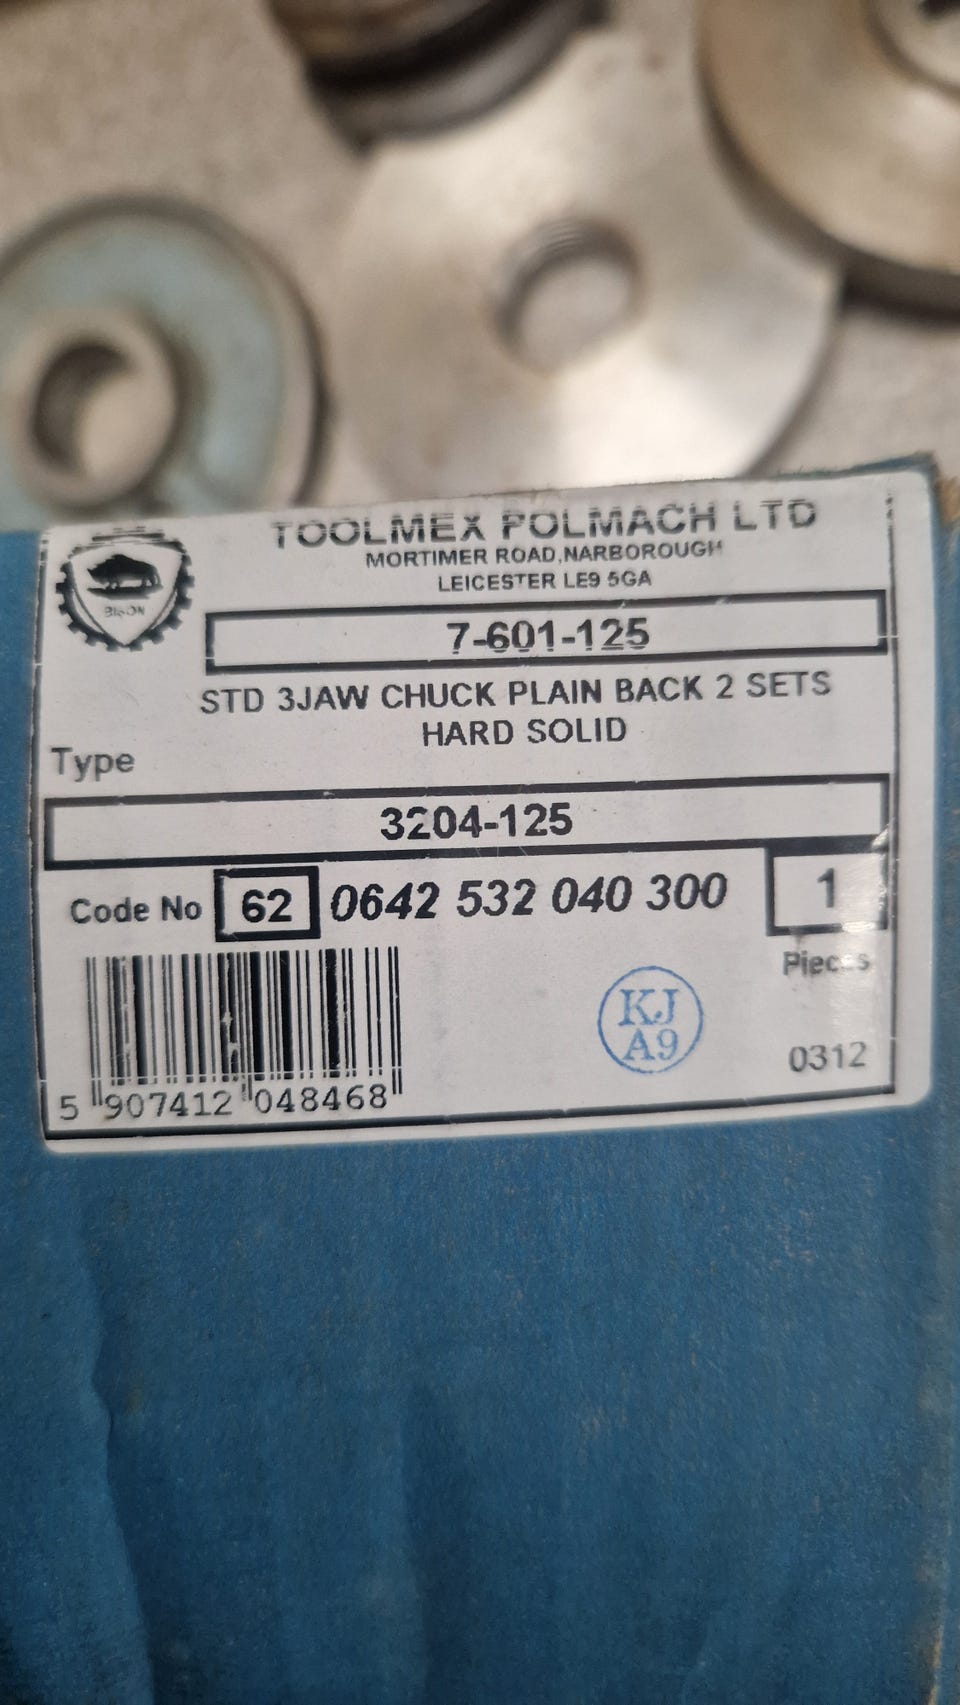 TOOLMEX POLMACH LTD
MORTIMER ROAD,NARBOROUGH
LEICESTER LE9 5GA
BISON
7-601-125
STD 3JAW CHUCK PLAIN BACK 2 SETS
HARD SOLID
Type
3204-125
Code No 62 0642 532 040 300 1
Pieces
KJ
A9
0312
5 907412 048468